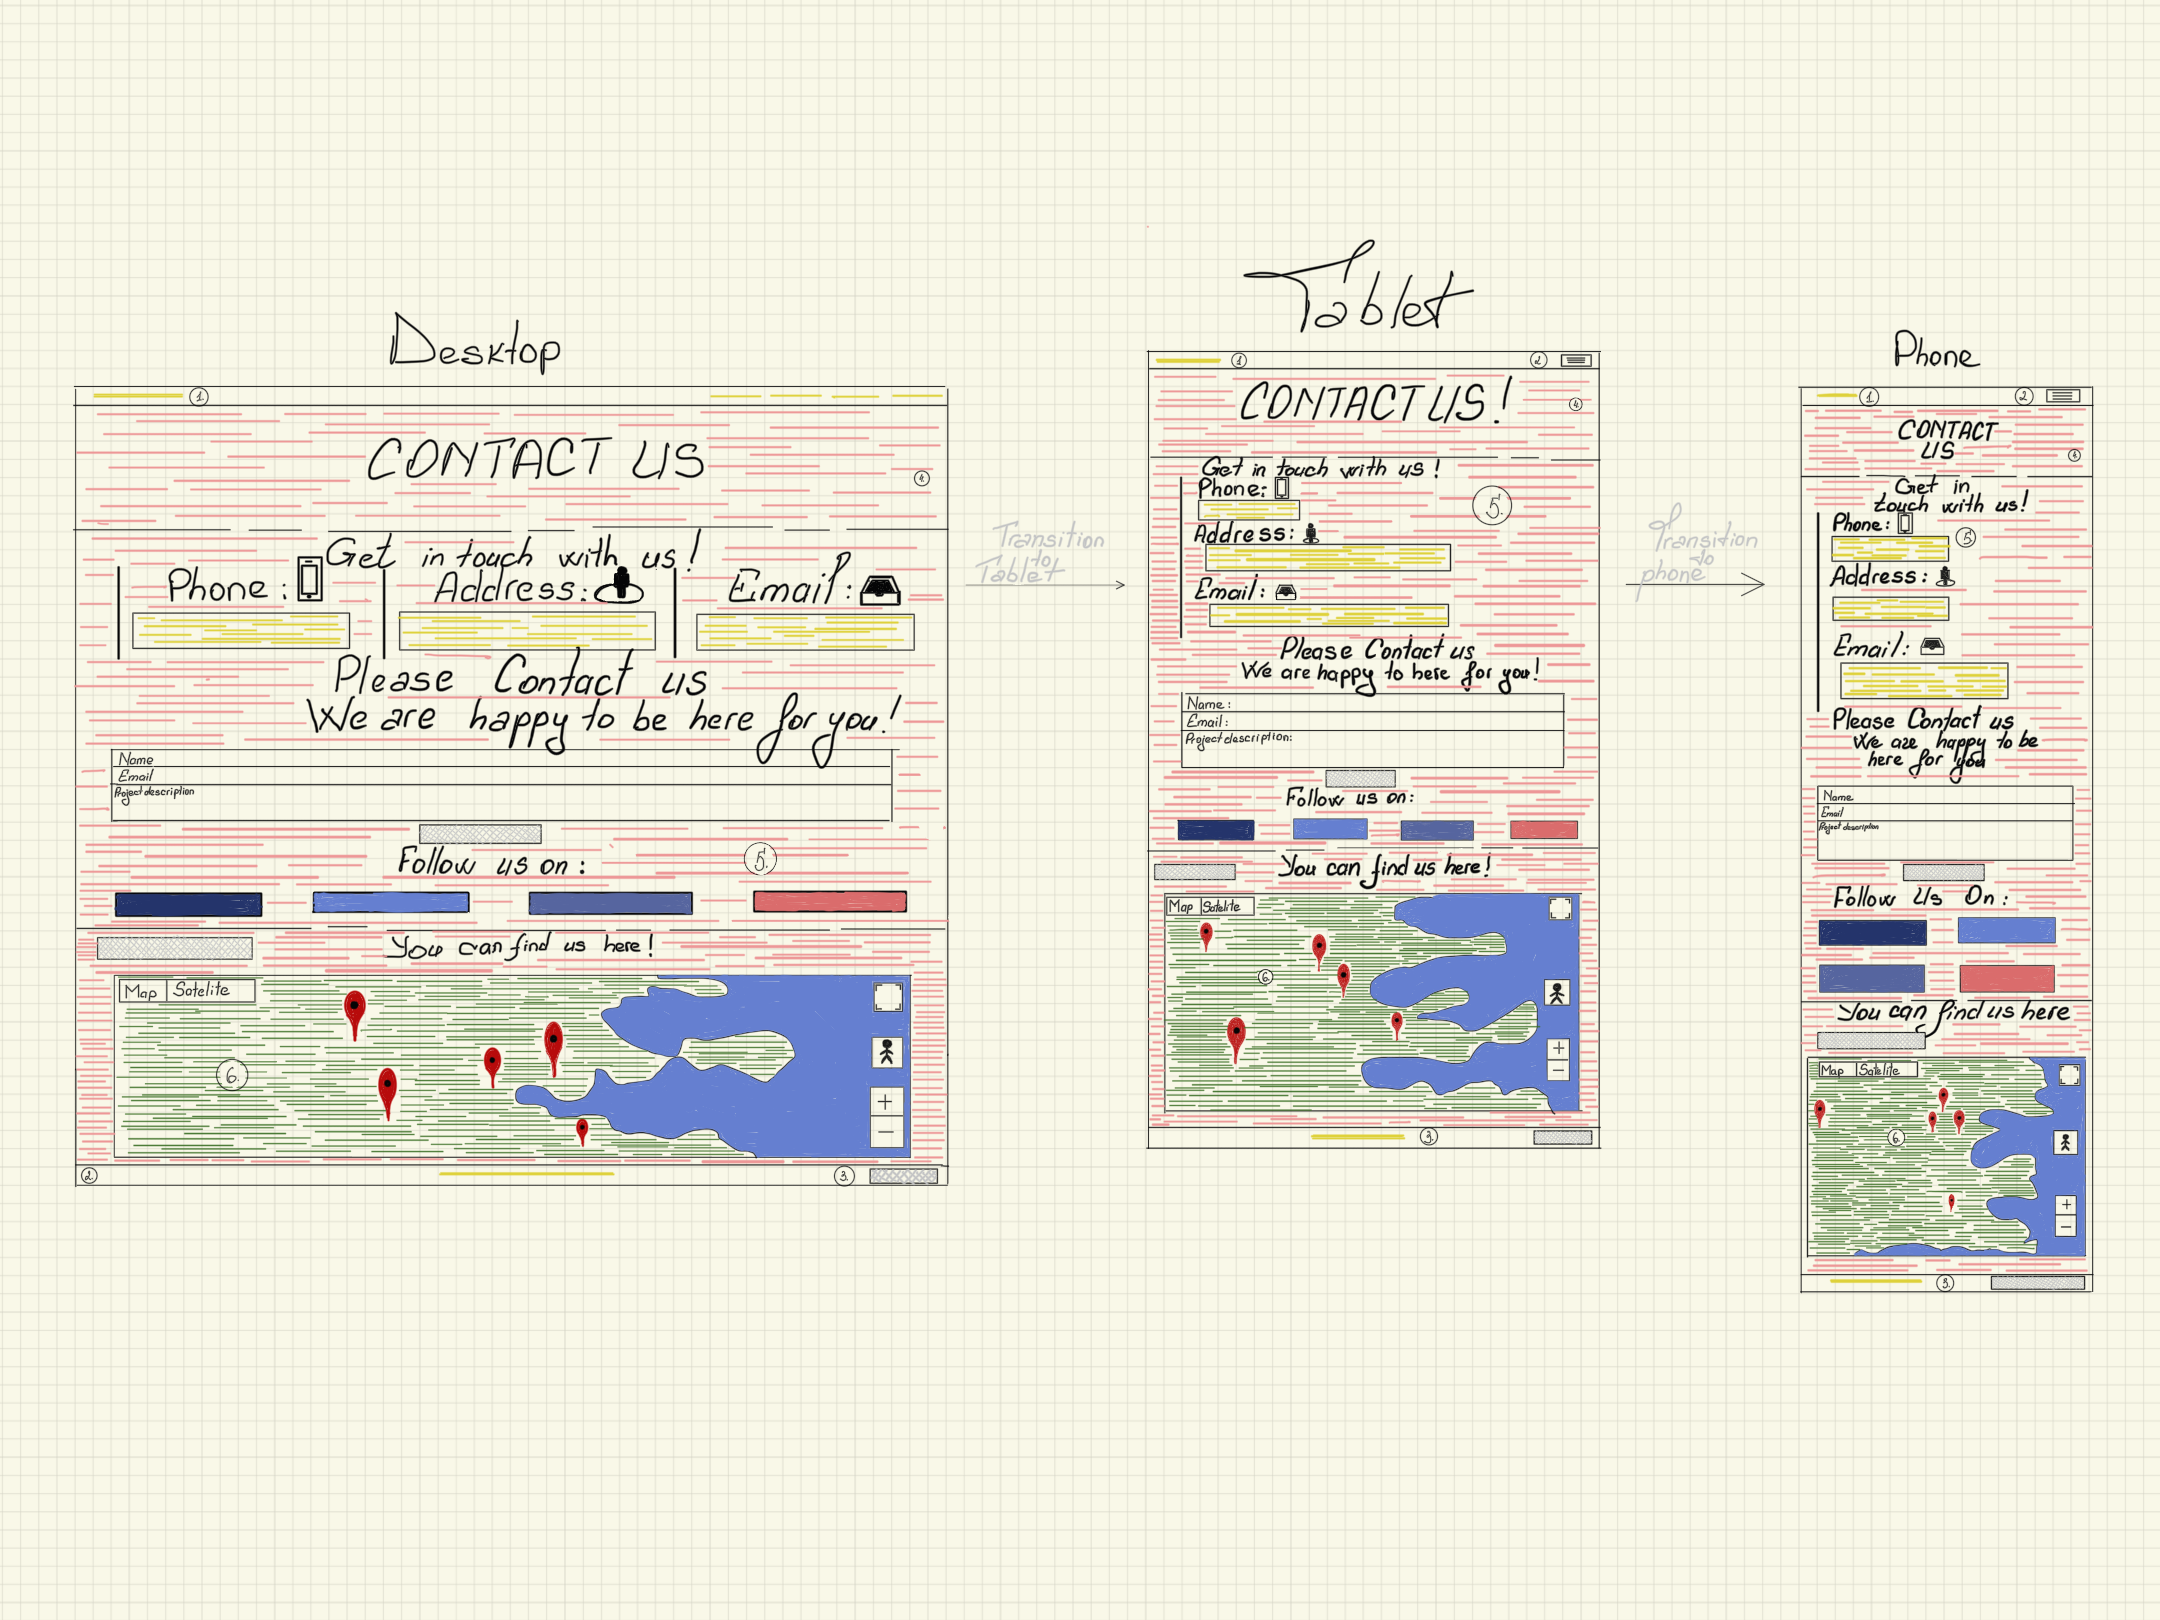 Desktop
1.
CONTACT US
4.
Get in touch with us!
Phone:
Address:
Email:
Please Contact us
We are happy to be here for you!
Name
Email
Project description
Follow us on:
5.
You can find us here!
Map
Satelite
6.
+
−
2.
3.
Transition
to
Tablet
Tablet
1
2
CONTACT US!
4.
Get in touch with us!
Phone:
5.
Address:
Email:
Please Contact us
We are happy to here for you!
Name:
Email:
Project description:
Follow us on:
You can find us here!
Map
Satelite
6.
+
−
3.
Transition
to
phone
Phone
1
2
CONTACT
US
4.
Get in
touch with us!
Phone:
5.
Address:
Email:
Please Contact us
We are happy to be
here for you
Name
Email
Project description
Follow Us On:
You can find us here
Map
Satelite
6.
+
−
3.